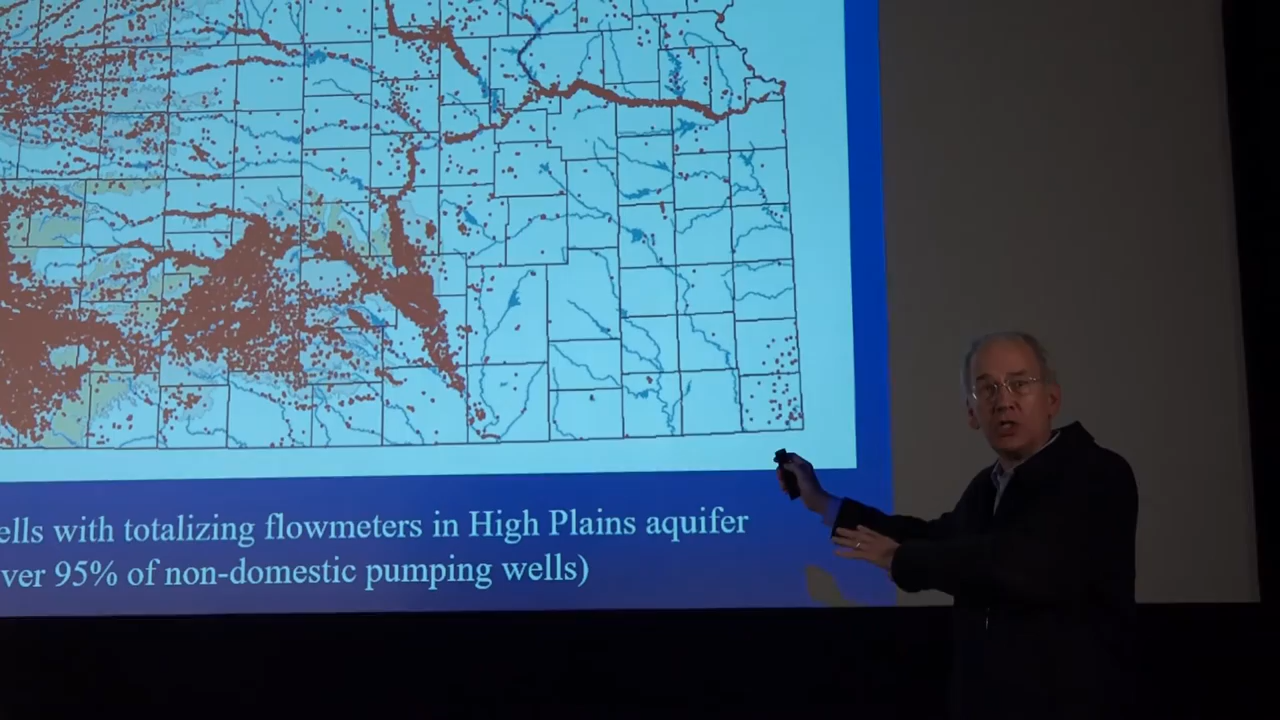 ells with totalizing flowmeters in High Plains aquifer
ver 95% of non-domestic pumping wells)